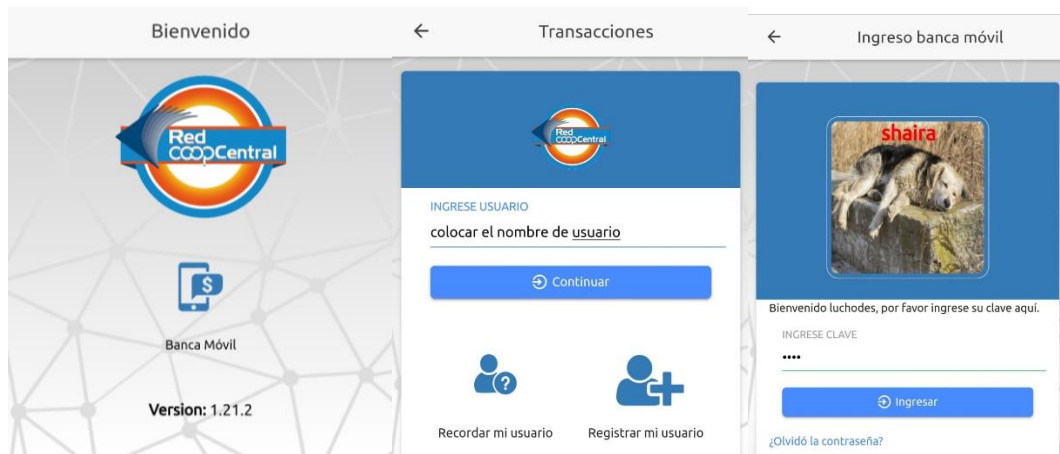 Bienvenido
Red
CoopCentral
Banca Móvil
Version: 1.21.2
Transacciones
Red
CoopCentral
INGRESE USUARIO
colocar el nombre de usuario
Continuar
Recordar mi usuario
Registrar mi usuario
Ingreso banca móvil
shaira
Bienvenido luchodes, por favor ingrese su clave aquí.
INGRESE CLAVE
••••
Ingresar
¿Olvidó la contraseña?